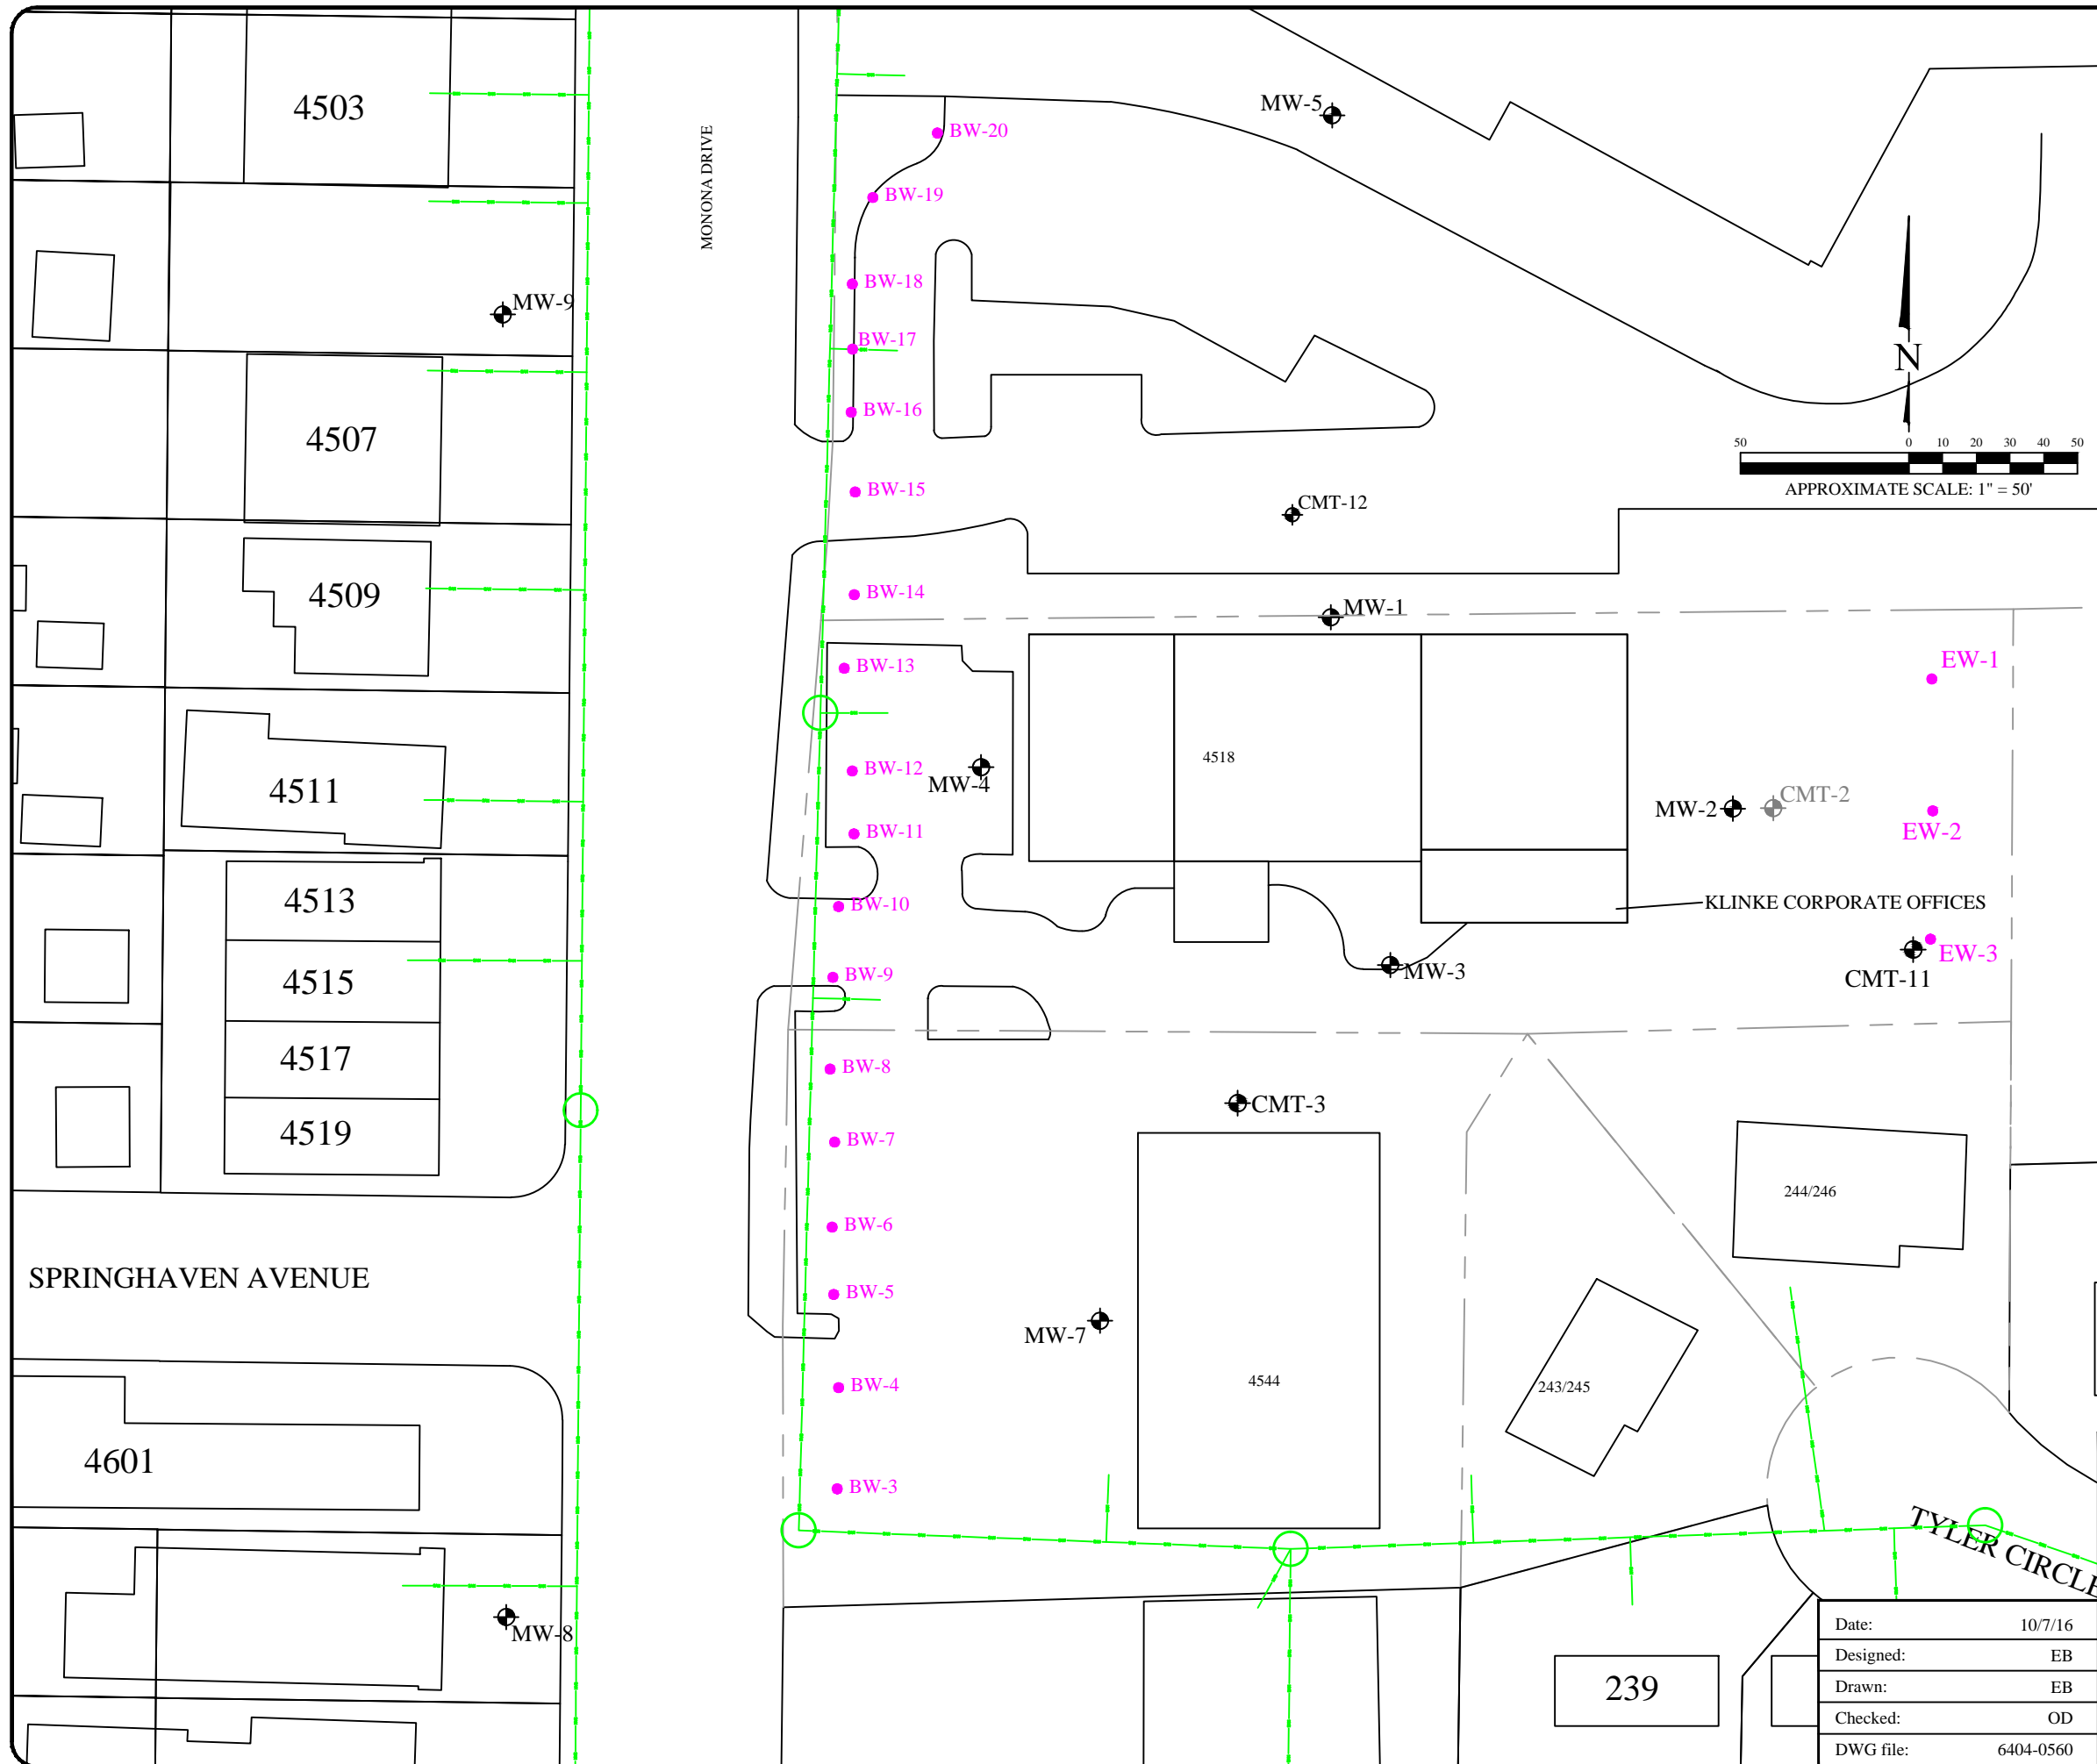 4503
MONONA DRIVE
MW-5
BW-20
BW-19
MW-9
BW-18
BW-17
N
4507
BW-16
50 0 10 20 30 40 50
APPROXIMATE SCALE: 1" = 50'
BW-15
CMT-12
4509
BW-14
MW-1
BW-13
EW-1
4518
4511
BW-12
MW-4
MW-2
CMT-2
BW-11
EW-2
4513
BW-10
KLINKE CORPORATE OFFICES
4515
BW-9
MW-3
EW-3
CMT-11
4517
BW-8
CMT-3
4519
BW-7
244/246
BW-6
SPRINGHAVEN AVENUE
BW-5
MW-7
BW-4
4544
243/245
4601
BW-3
TYLER CIRCLE
MW-8
239
Date: 10/7/16
Designed: EB
Drawn: EB
Checked: OD
DWG file: 6404-0560